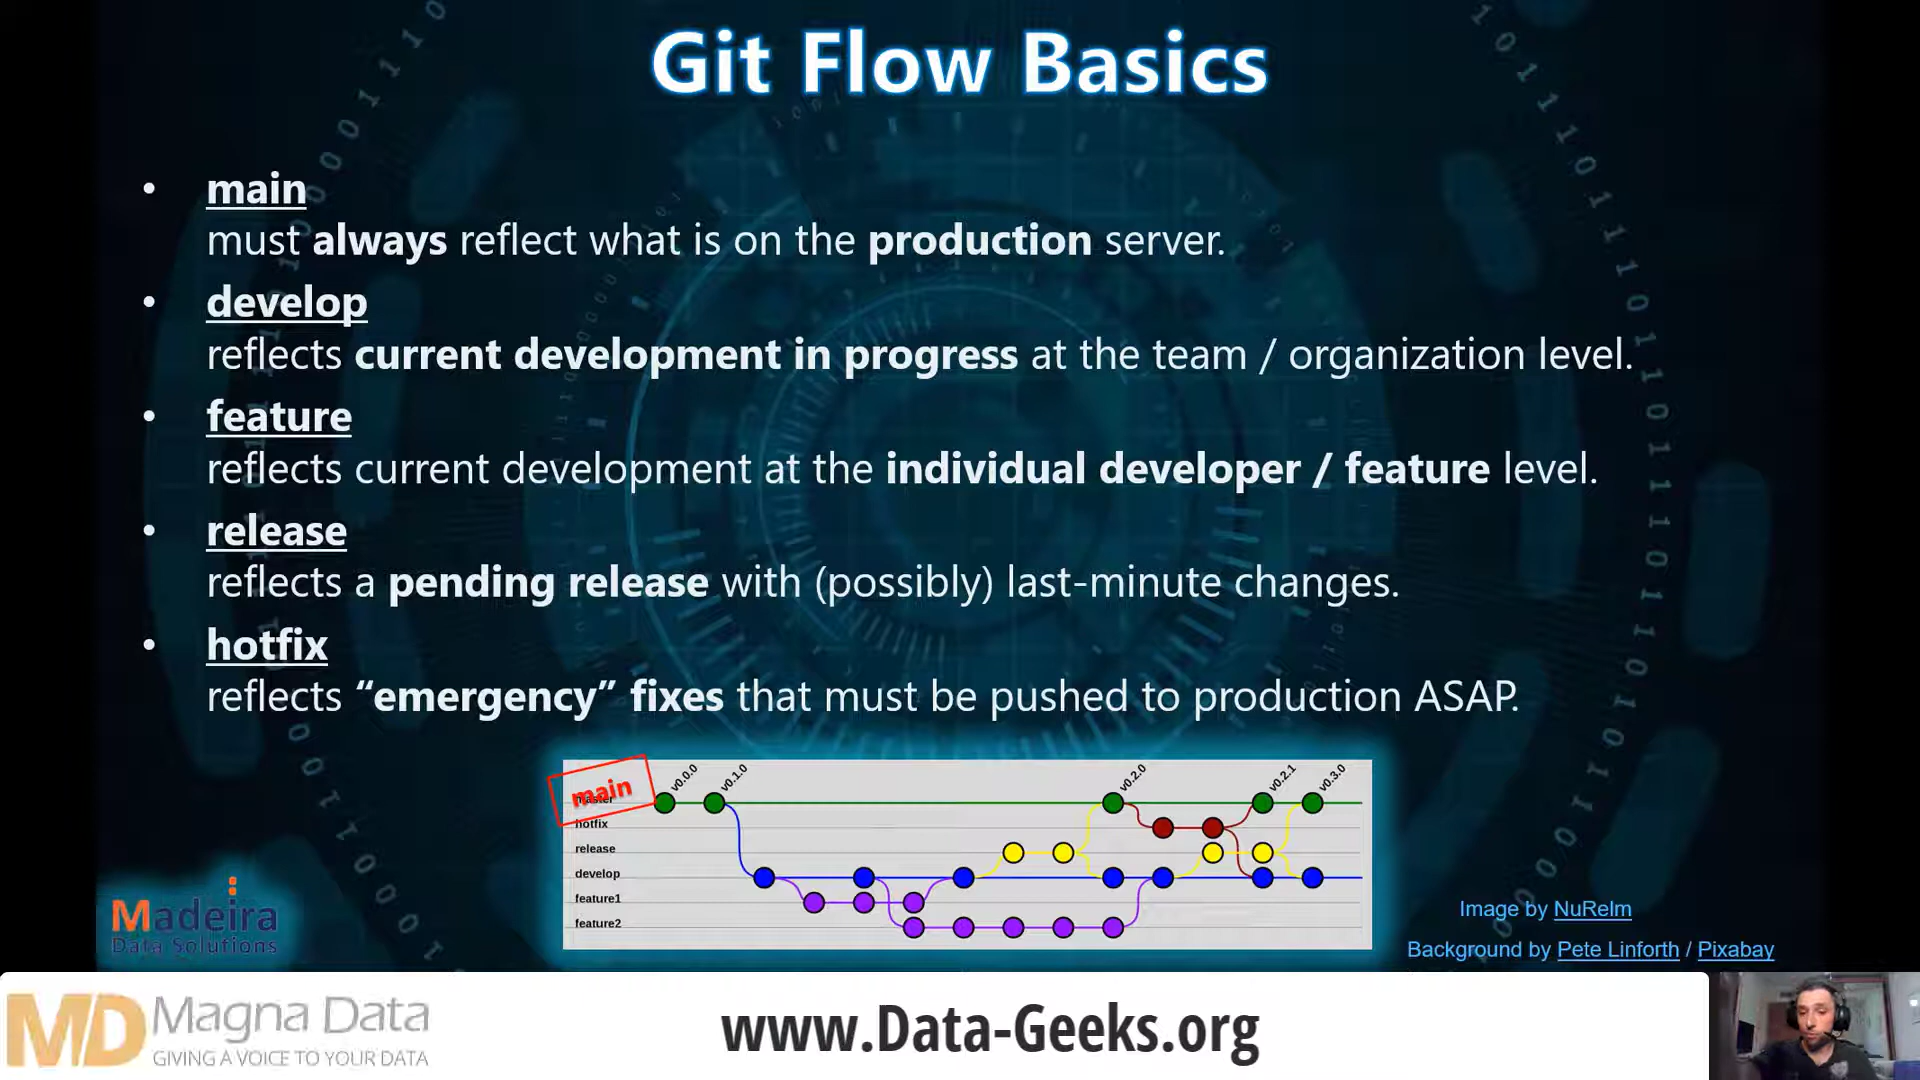 Git Flow Basics
• main
must always reflect what is on the production server.
• develop
reflects current development in progress at the team / organization level.
• feature
reflects current development at the individual developer / feature level.
• release
reflects a pending release with (possibly) last-minute changes.
• hotfix
reflects “emergency” fixes that must be pushed to production ASAP.
v0.0.0 v0.1.0 v0.2.0 v0.2.1 v0.3.0
main
hotfix
release
develop
feature1
feature2
Madeira
Data Solutions
Image by NuRelm
Background by Pete Linforth / Pixabay
MD Magna Data
GIVING A VOICE TO YOUR DATA
www.Data-Geeks.org